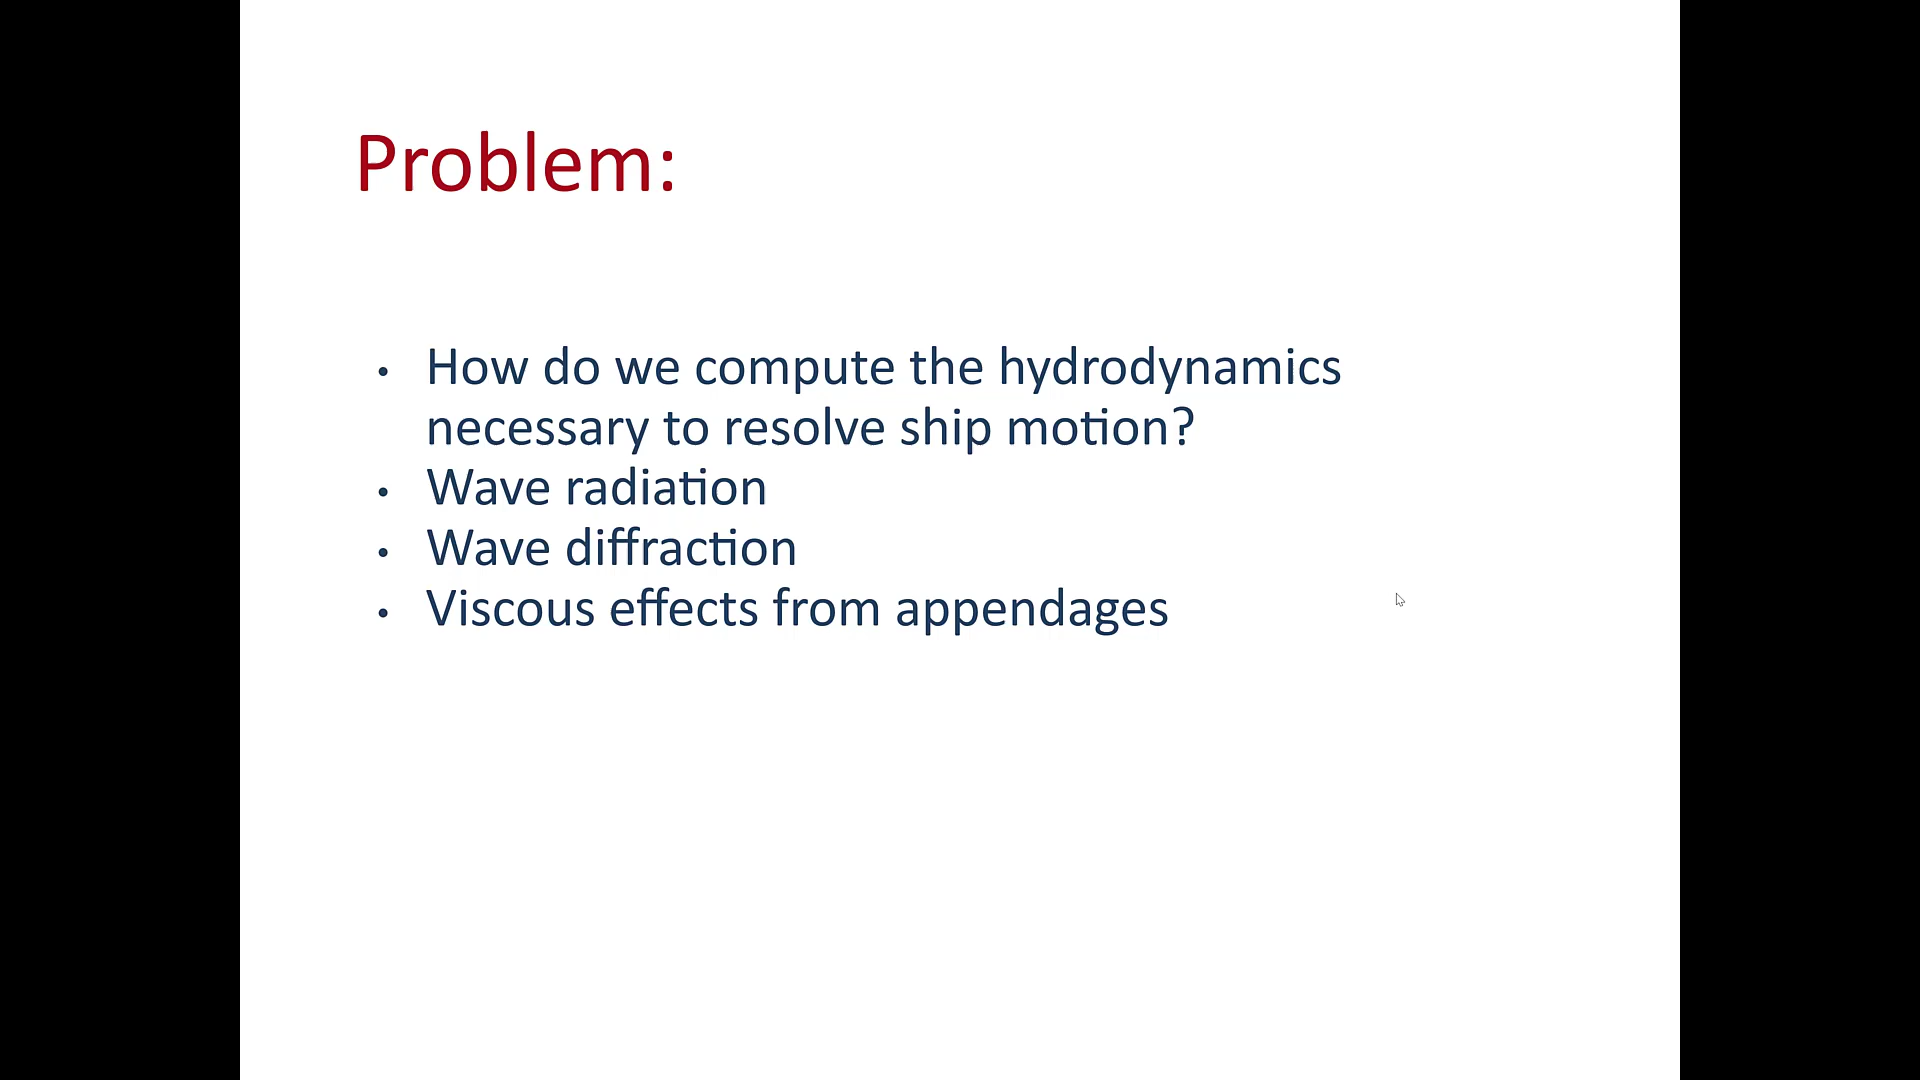 Problem:
• How do we compute the hydrodynamics
necessary to resolve ship motion?
• Wave radiation
• Wave diffraction
• Viscous effects from appendages